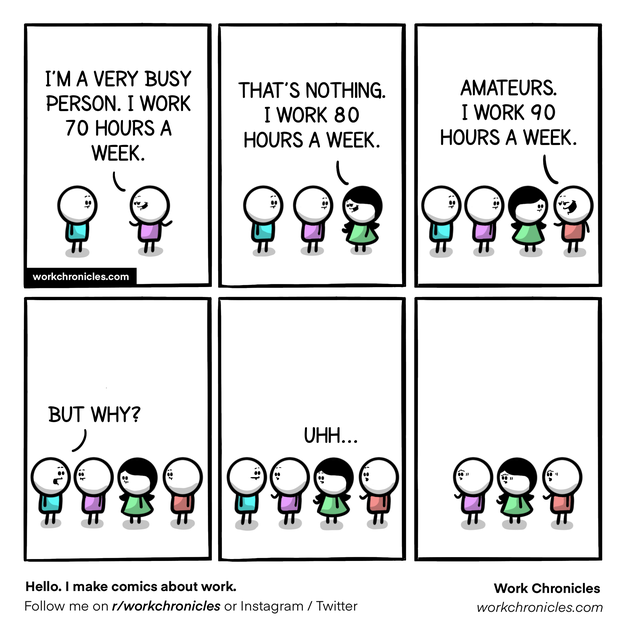 I'M A VERY BUSY
PERSON. I WORK
70 HOURS A
WEEK.
THAT'S NOTHING.
I WORK 80
HOURS A WEEK.
AMATEURS.
I WORK 90
HOURS A WEEK.
workchronicles.com
BUT WHY?
UHH...
Hello. I make comics about work.
Follow me on r/workchronicles or Instagram / Twitter
Work Chronicles
workchronicles.com